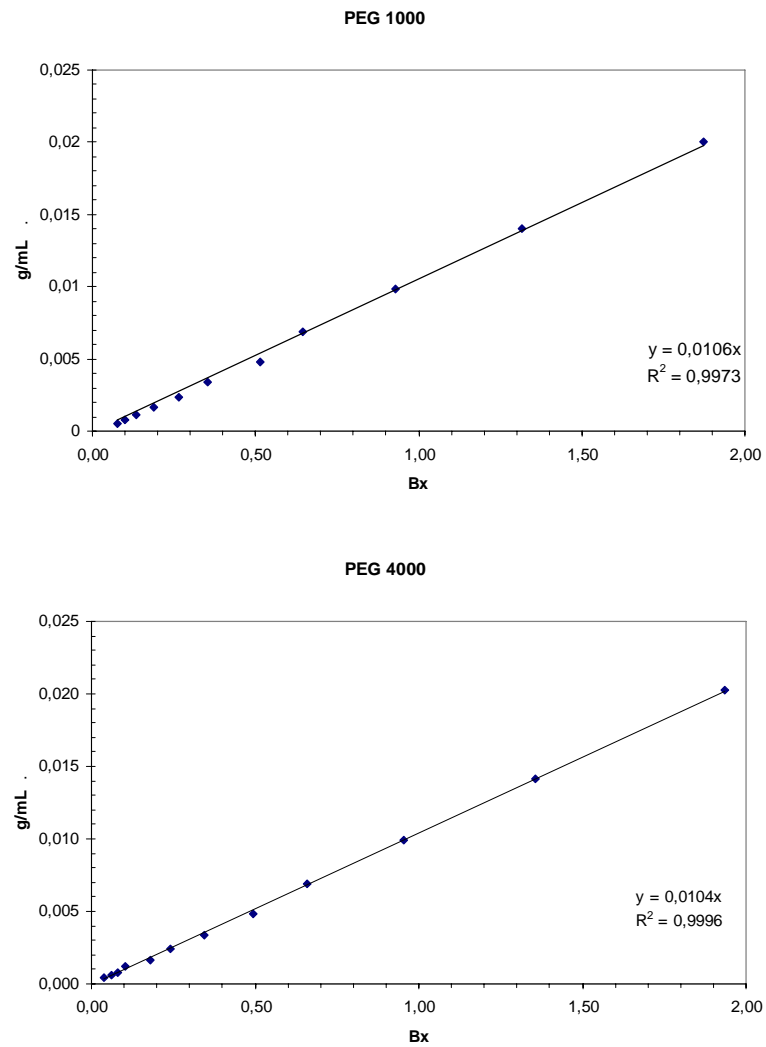 PEG 1000
0,025
0,02
0,015
0,01
0,005
0
g/mL .
y = 0,0106x
R² = 0,9973
0,00 0,50 1,00 1,50 2,00
Bx
PEG 4000
0,025
0,020
0,015
0,010
0,005
0,000
g/mL .
y = 0,0104x
R² = 0,9996
0,00 0,50 1,00 1,50 2,00
Bx